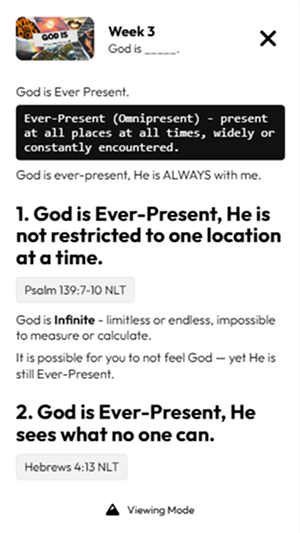 GOD IS
Week 3
God is _____.
God is Ever Present.
Ever-Present (Omnipresent) - present
at all places at all times, widely or
constantly encountered.
God is ever-present, He is ALWAYS with me.
1. God is Ever-Present, He is
not restricted to one location
at a time.
Psalm 139:7-10 NLT
God is Infinite - limitless or endless, impossible
to measure or calculate.
It is possible for you to not feel God — yet He is
still Ever-Present.
2. God is Ever-Present, He
sees what no one can.
Hebrews 4:13 NLT
Viewing Mode